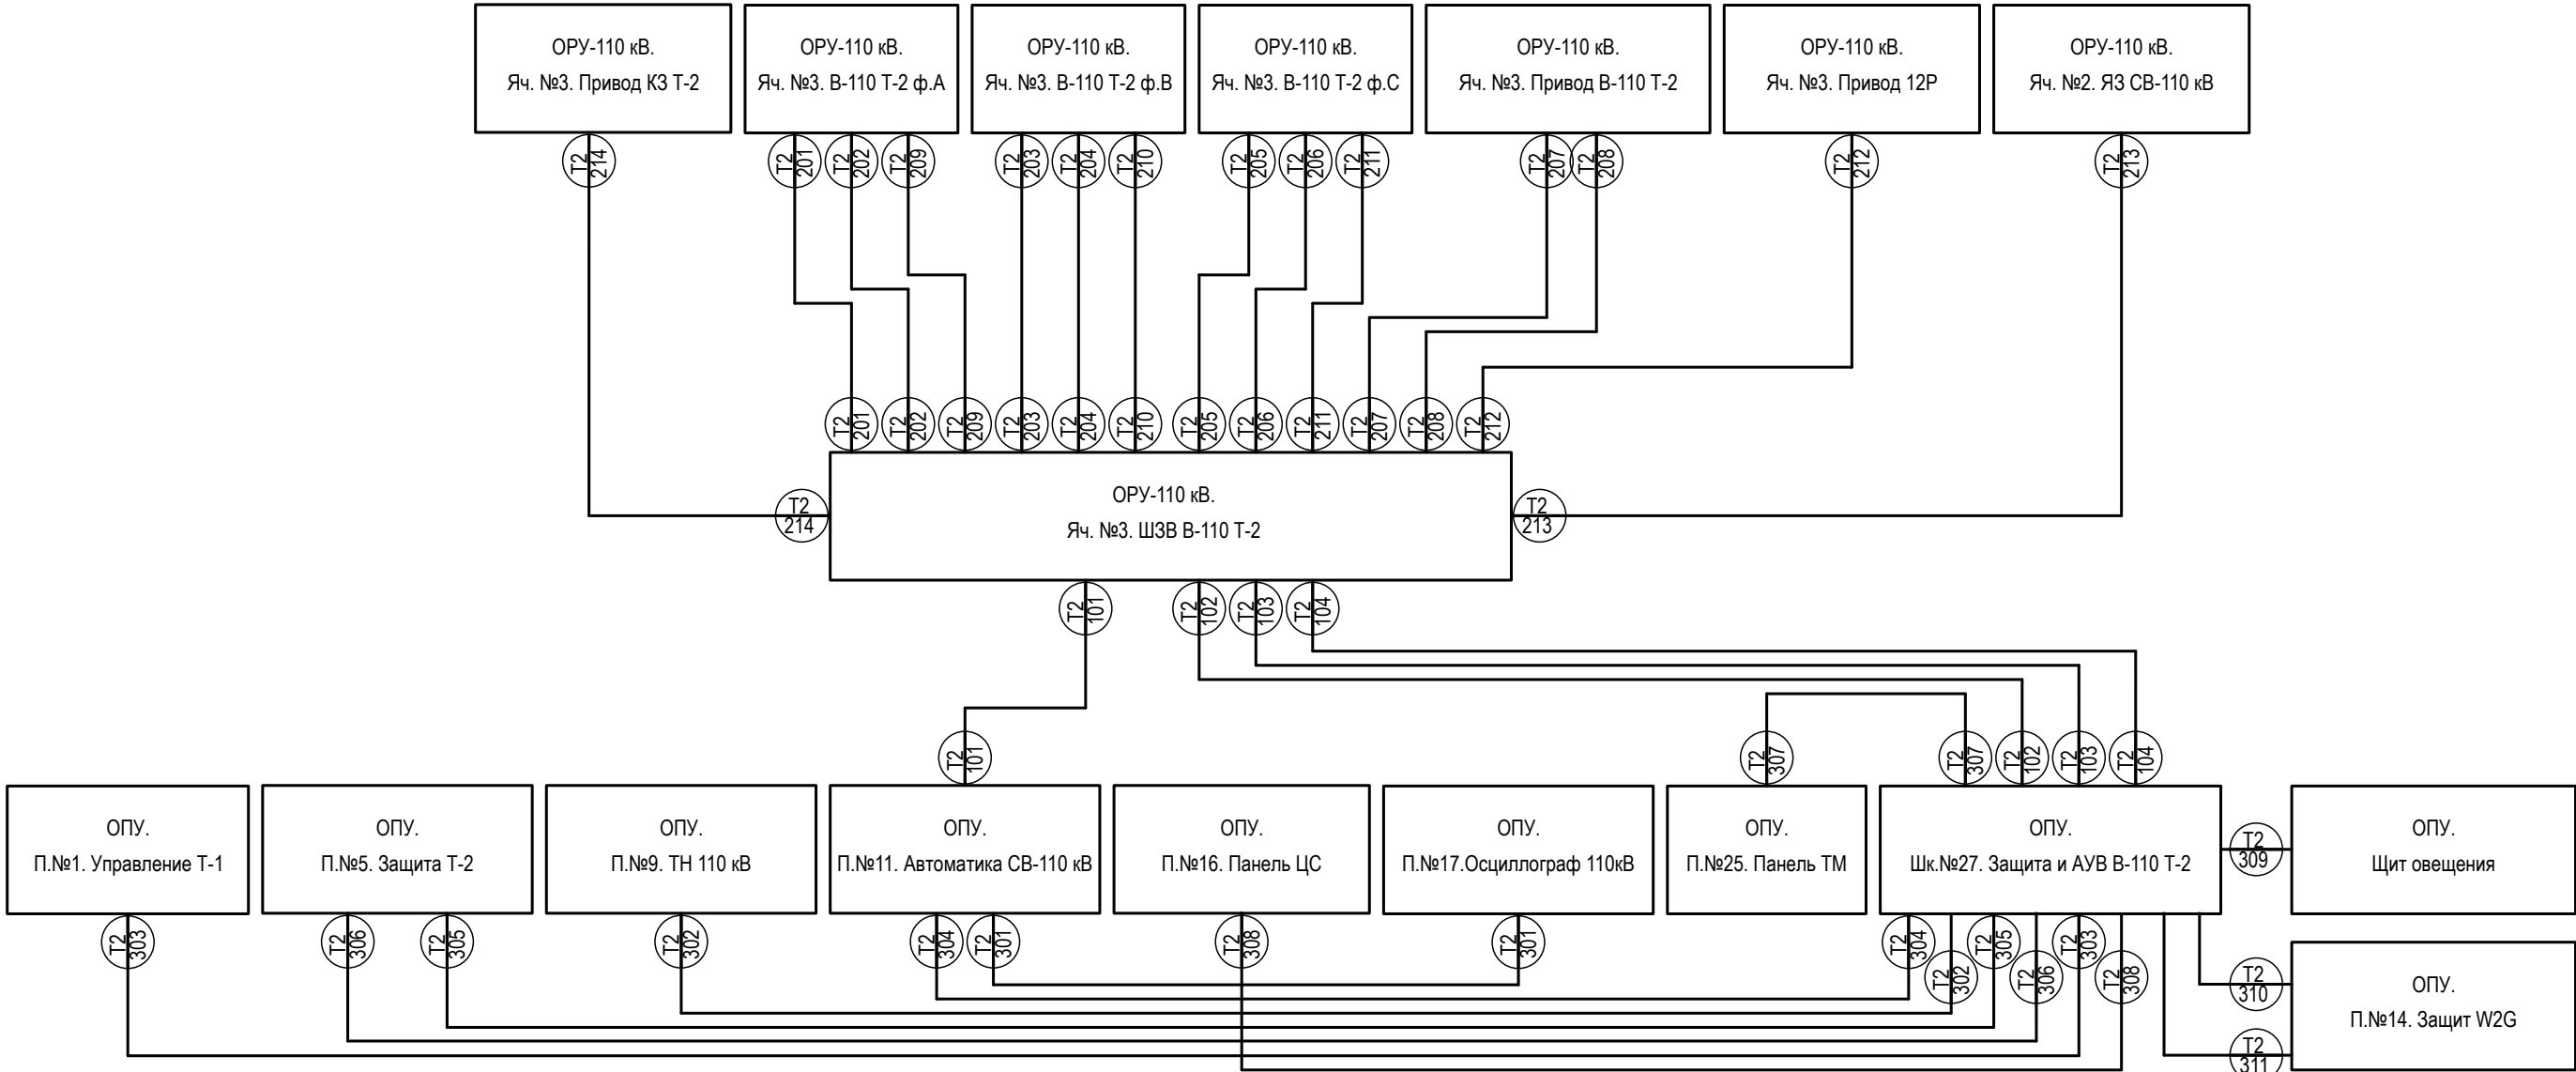 ОРУ-110 кВ.
Яч. №3. Привод КЗ Т-2
ОРУ-110 кВ.
Яч. №3. В-110 Т-2 ф.А
ОРУ-110 кВ.
Яч. №3. В-110 Т-2 ф.В
ОРУ-110 кВ.
Яч. №3. В-110 Т-2 ф.С
ОРУ-110 кВ.
Яч. №3. Привод В-110 Т-2
ОРУ-110 кВ.
Яч. №3. Привод 12Р
ОРУ-110 кВ.
Яч. №2. ЯЗ СВ-110 кВ
Т2
214
Т2
201
Т2
202
Т2
209
Т2
203
Т2
204
Т2
210
Т2
205
Т2
206
Т2
211
Т2
207
Т2
208
Т2
212
Т2
213
Т2
201
Т2
202
Т2
209
Т2
203
Т2
204
Т2
210
Т2
205
Т2
206
Т2
211
Т2
207
Т2
208
Т2
212
Т2
214
ОРУ-110 кВ.
Яч. №3. ШЗВ В-110 Т-2
Т2
213
Т2
101
Т2
102
Т2
103
Т2
104
Т2
101
Т2
307
Т2
307
Т2
102
Т2
103
Т2
104
ОПУ.
П.№1. Управление Т-1
ОПУ.
П.№5. Защита Т-2
ОПУ.
П.№9. ТН 110 кВ
ОПУ.
П.№11. Автоматика СВ-110 кВ
ОПУ.
П.№16. Панель ЦС
ОПУ.
П.№17.Осциллограф 110кВ
ОПУ.
П.№25. Панель ТМ
ОПУ.
Шк.№27. Защита и АУВ В-110 Т-2
Т2
309
ОПУ.
Щит овещения
Т2
303
Т2
306
Т2
305
Т2
302
Т2
304
Т2
301
Т2
308
Т2
301
Т2
304
Т2
302
Т2
305
Т2
306
Т2
303
Т2
308
Т2
310
ОПУ.
П.№14. Защит W2G
Т2
311